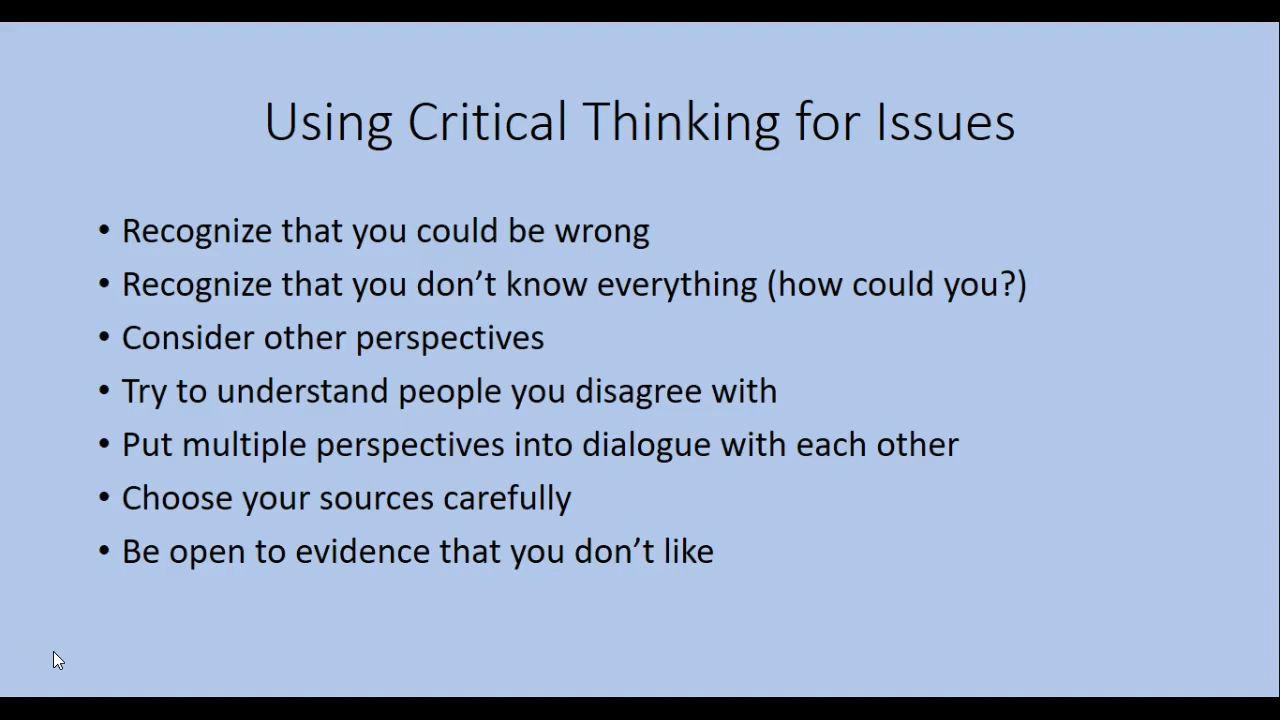 Using Critical Thinking for Issues
• Recognize that you could be wrong
• Recognize that you don’t know everything (how could you?)
• Consider other perspectives
• Try to understand people you disagree with
• Put multiple perspectives into dialogue with each other
• Choose your sources carefully
• Be open to evidence that you don’t like